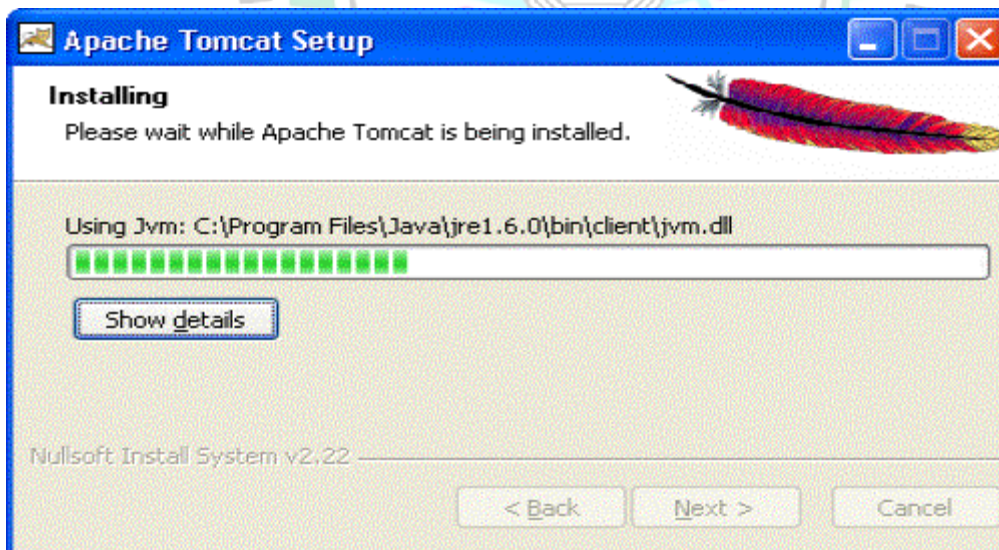 Apache Tomcat Setup
Installing
Please wait while Apache Tomcat is being installed.
Using Jvm: C:\Program Files\Java\jre1.6.0\bin\client\jvm.dll
Show details
Nullsoft Install System v2.22
< Back Next > Cancel